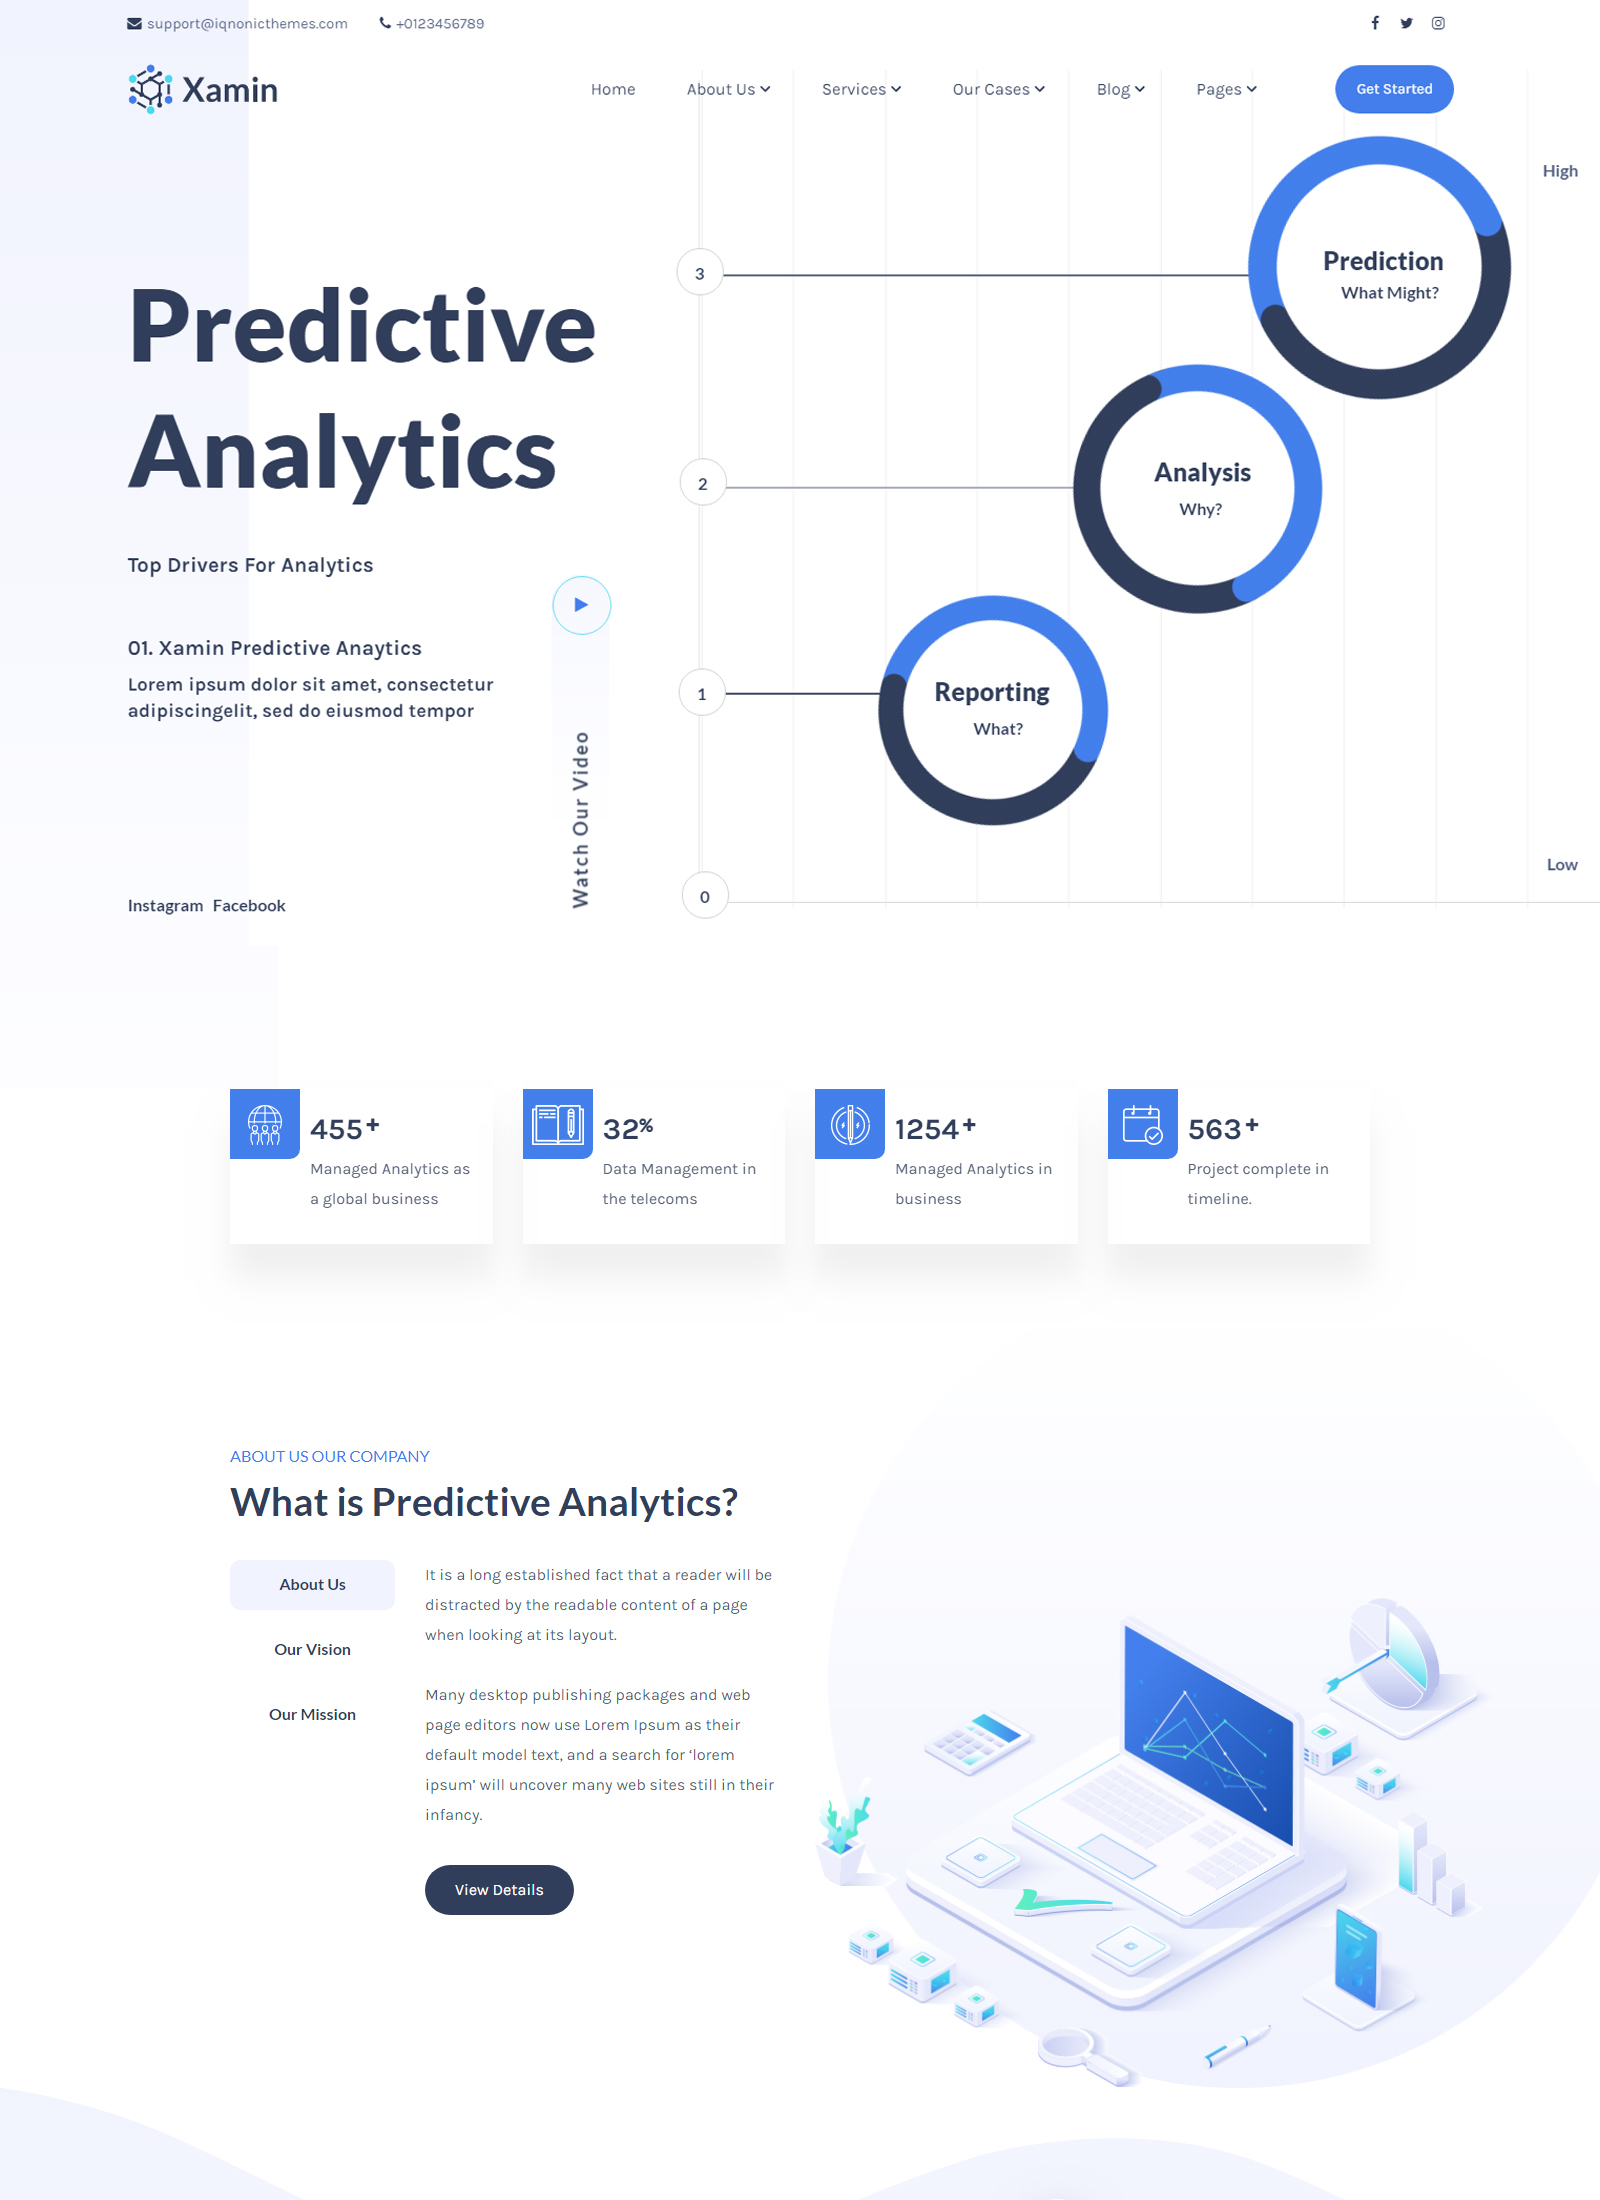 support@iqnonicthemes.com
+0123456789
Xamin
Home
About Us
Services
Our Cases
Blog
Pages
Get Started
High
Prediction
What Might?
3
Predictive
Analytics
Analysis
Why?
2
Top Drivers For Analytics
01. Xamin Predictive Anaytics
Lorem ipsum dolor sit amet, consectetur
adipiscingelit, sed do eiusmod tempor
Watch Our Video
Reporting
What?
1
Low
0
Instagram Facebook
455+
Managed Analytics as
a global business
32%
Data Management in
the telecoms
1254+
Managed Analytics in
business
563+
Project complete in
timeline.
ABOUT US OUR COMPANY
What is Predictive Analytics?
About Us
Our Vision
Our Mission
It is a long established fact that a reader will be
distracted by the readable content of a page
when looking at its layout.
Many desktop publishing packages and web
page editors now use Lorem Ipsum as their
default model text, and a search for ‘lorem
ipsum’ will uncover many web sites still in their
infancy.
View Details